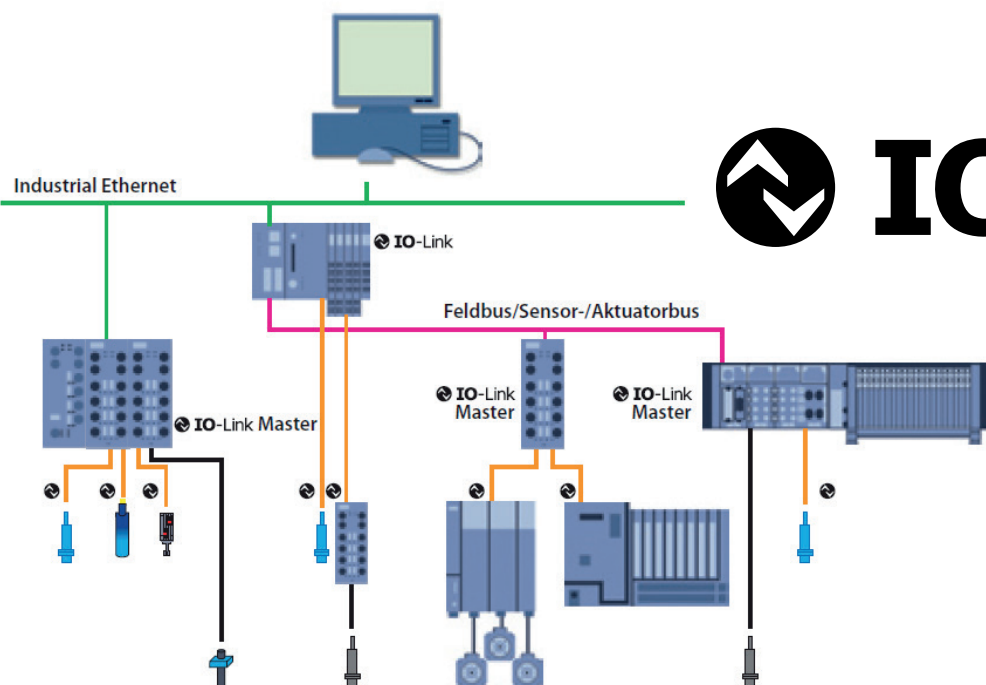 IO
Industrial Ethernet
IO-Link
Feldbus/Sensor-/Aktuatorbus
IO-Link
Master
IO-Link
Master
IO-Link Master